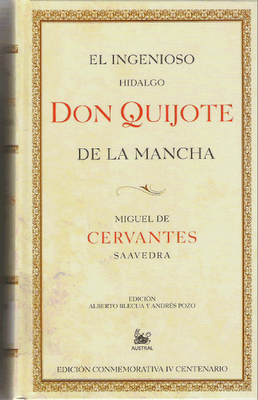 EL INGENIOSO
HIDALGO
DON QUIJOTE
DE LA MANCHA
MIGUEL DE
CERVANTES
SAAVEDRA
EDICIÓN
ALBERTO BLECUA Y ANDRÉS POZO
AUSTRAL
EDICIÓN CONMEMORATIVA IV CENTENARIO